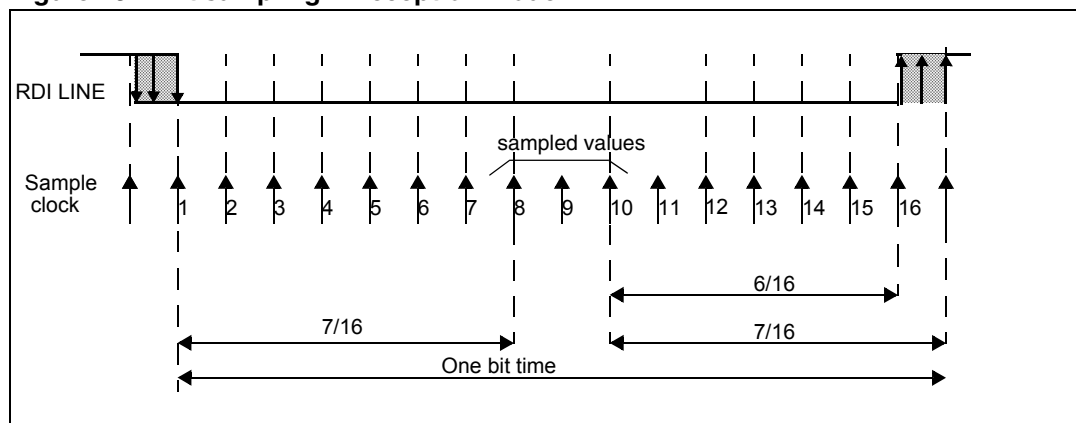 RDI LINE
sampled values
Sample
clock
1 2 3 4 5 6 7 8 9 10 11 12 13 14 15 16
6/16
7/16
7/16
One bit time